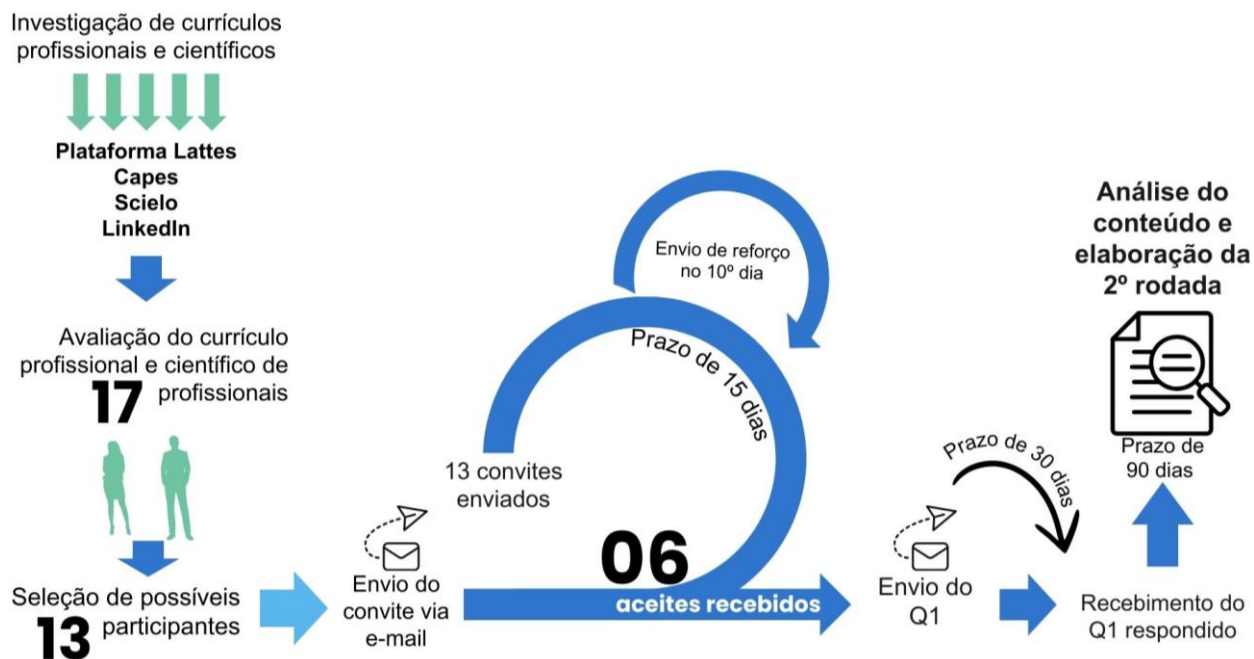 Investigação de currículos
profissionais e científicos
Plataforma Lattes
Capes
Scielo
LinkedIn
Avaliação do currículo
profissional e científico de
17 profissionais
Seleção de possíveis
13 participantes
Envio do
convite via
e-mail
13 convites
enviados
Prazo de 15 dias
Envio de reforço
no 10º dia
06
aceites recebidos
Envio do
Q1
Prazo de 30 dias
Recebimento do
Q1 respondido
Prazo de
90 dias
Análise do
conteúdo e
elaboração da
2º rodada